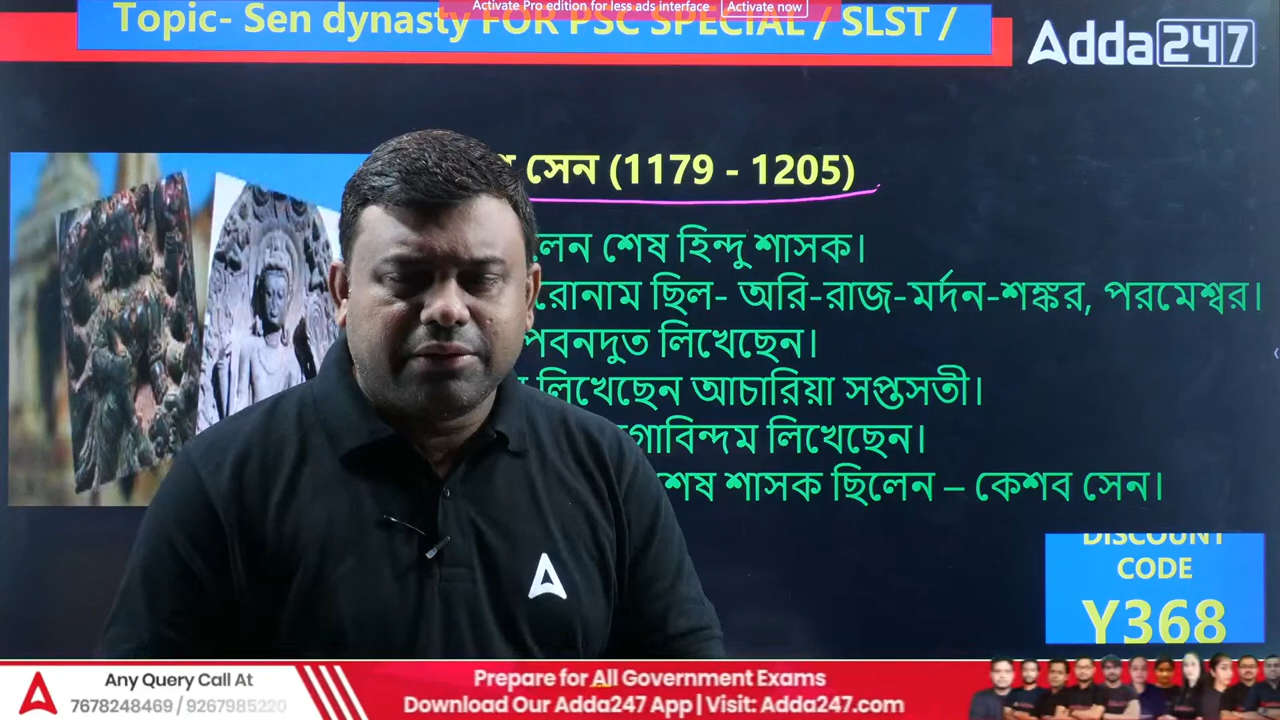 Activate Pro edition for less ads interface Activate now
Topic- Sen dynasty FOR PSC SPECIAL / SLST /
Adda247
সেন (1179 - 1205)
শেষ হিন্দু শাসক।
ছিল- অরি-রাজ-মর্দন-শঙ্কর, পরমেশ্বর।
পবনদুত লিখেছেন।
লিখেছেন আচারিয়া সপ্তসতী।
লিখেছেন।
শাসক ছিলেন – কেশব সেন।
DISCOUNT
CODE
Y368
Any Query Call At
7678248469 / 9267985220
Prepare for All Government Exams
Download Our Adda247 App | Visit: Adda247.com